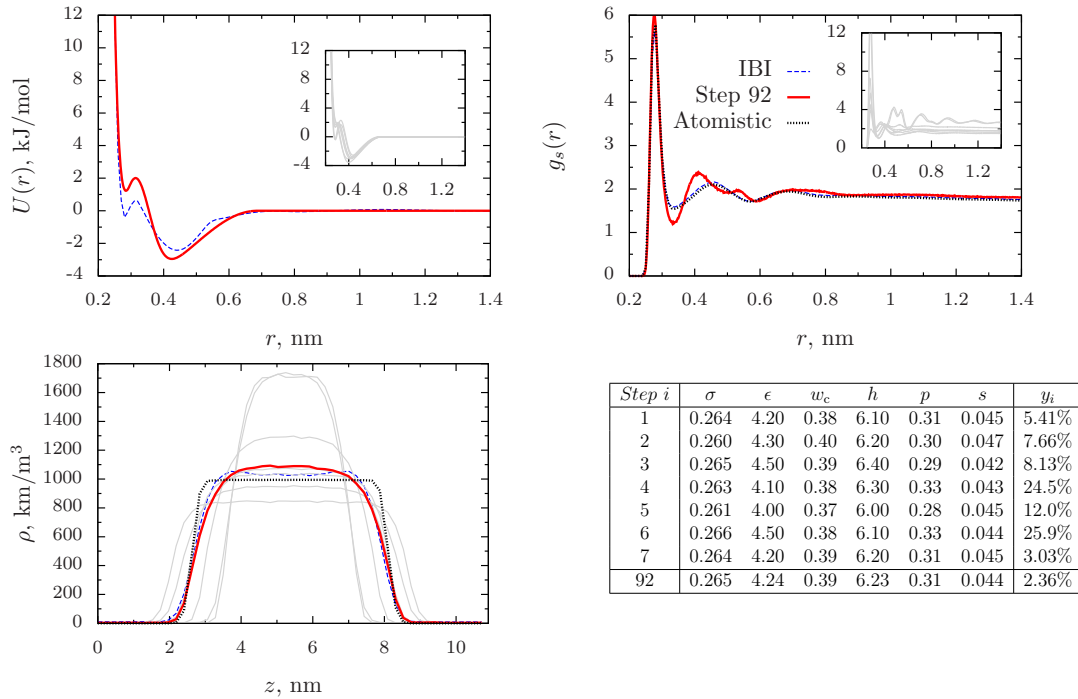 12
10
8
6
4
2
0
-2
-4
U(r), kJ/mol
0.2 0.4 0.6 0.8 1 1.2 1.4
r, nm
12
8
4
0
-4
0.4 0.8 1.2
6
5
4
3
2
1
0
g_s(r)
IBI
Step 92
Atomistic
0.2 0.4 0.6 0.8 1 1.2 1.4
r, nm
12
8
4
0
0.4 0.8 1.2
1800
1600
1400
1200
1000
800
600
400
200
0
ρ, km/m³
0 2 4 6 8 10
z, nm
Step i σ ϵ w_c h p s y_i
1 0.264 4.20 0.38 6.10 0.31 0.045 5.41%
2 0.260 4.30 0.40 6.20 0.30 0.047 7.66%
3 0.265 4.50 0.39 6.40 0.29 0.042 8.13%
4 0.263 4.10 0.38 6.30 0.33 0.043 24.5%
5 0.261 4.00 0.37 6.00 0.28 0.045 12.0%
6 0.266 4.50 0.38 6.10 0.33 0.044 25.9%
7 0.264 4.20 0.39 6.20 0.31 0.045 3.03%
92 0.265 4.24 0.39 6.23 0.31 0.044 2.36%